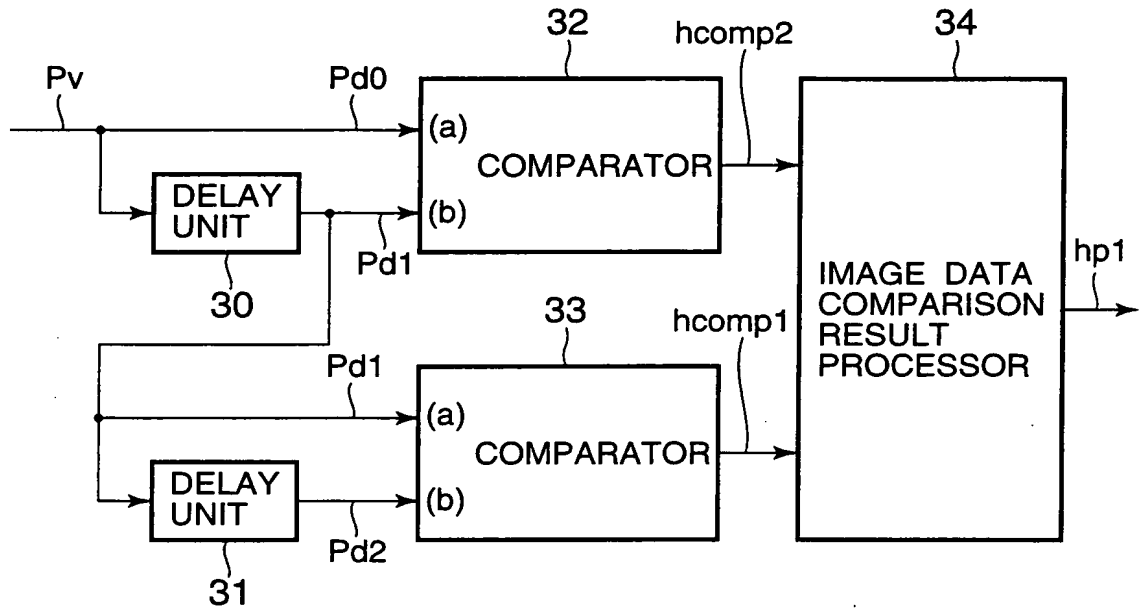 32
hcomp2
34
Pv
Pd0
(a)
COMPARATOR
DELAY
UNIT
(b)
Pd1
30
IMAGE DATA
COMPARISON
RESULT
PROCESSOR
hp1
33
hcomp1
Pd1
(a)
COMPARATOR
DELAY
UNIT
(b)
Pd2
31